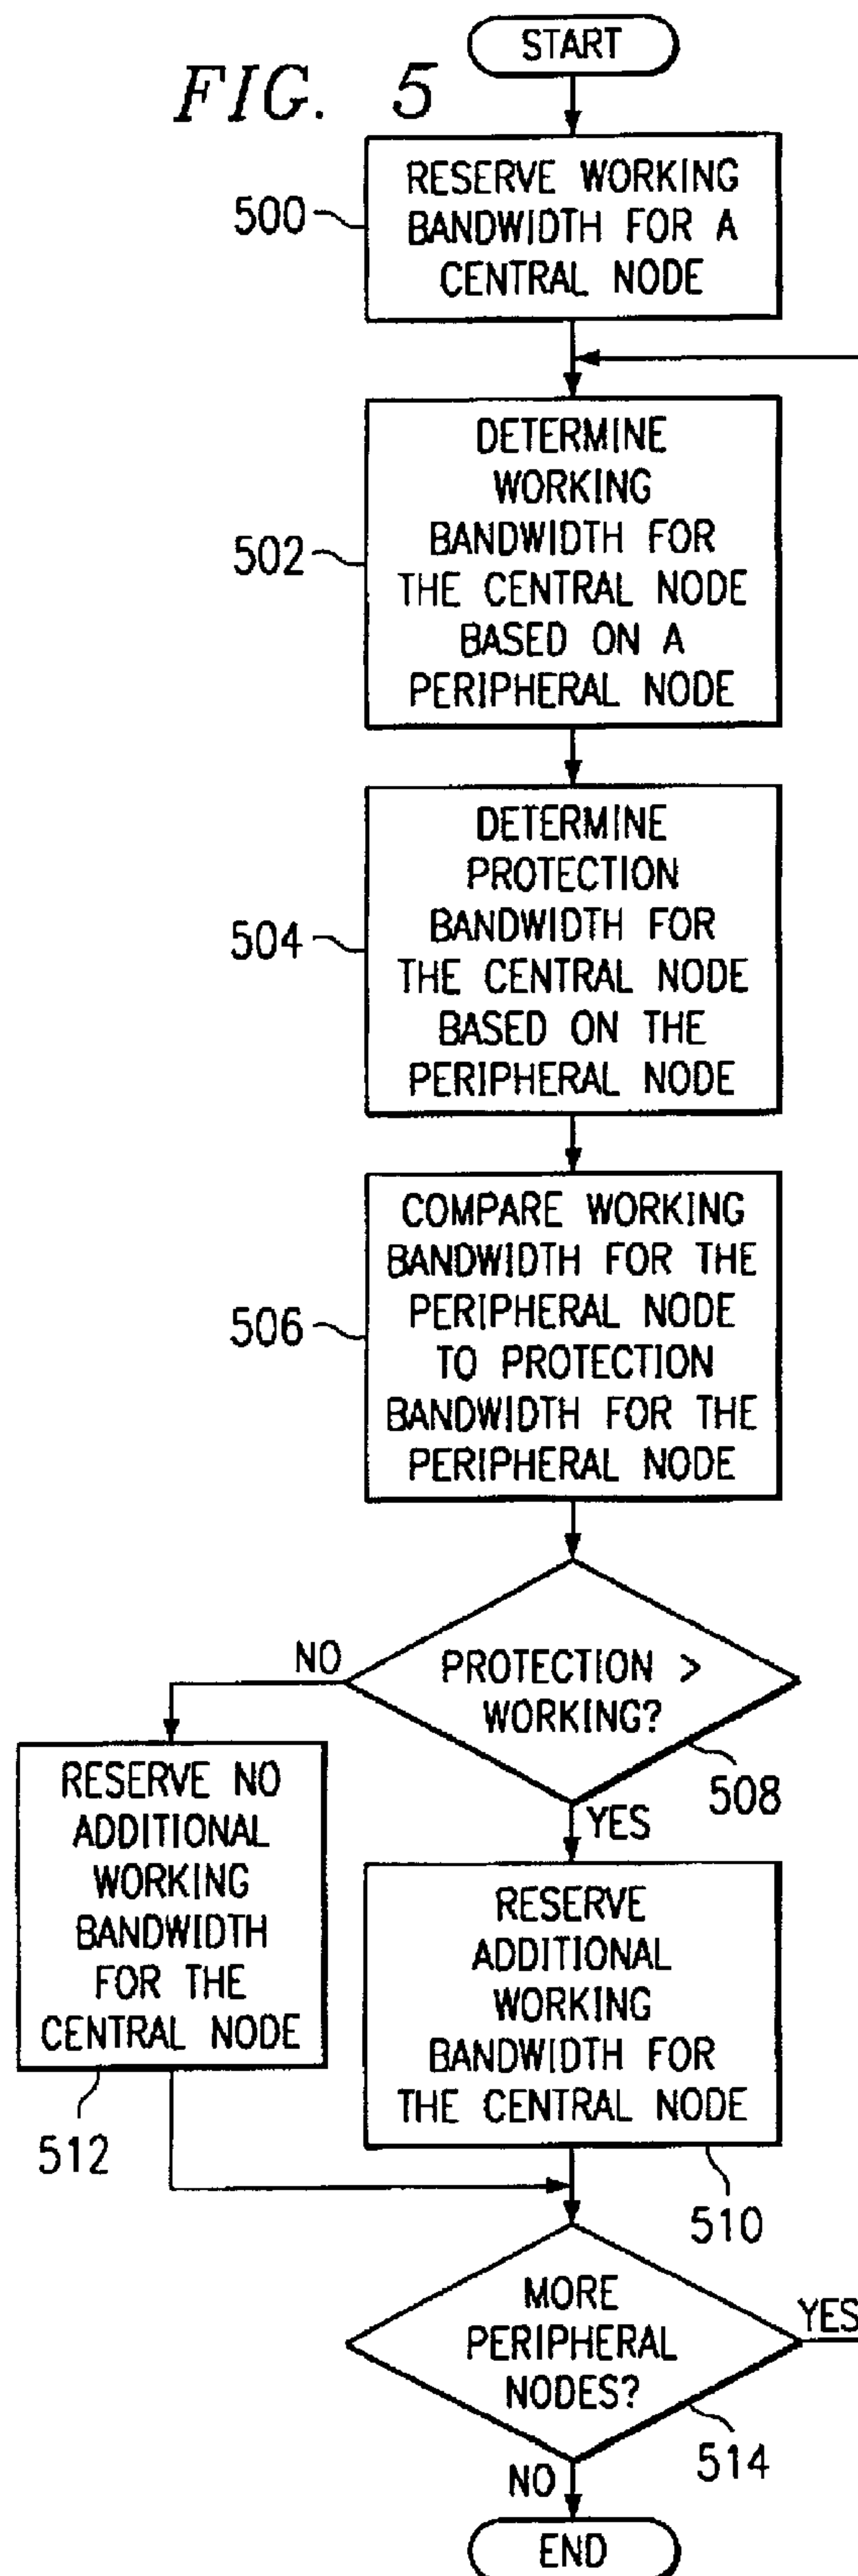 START
FIG. 5
RESERVE WORKING
BANDWIDTH FOR A
CENTRAL NODE
500
DETERMINE
WORKING
BANDWIDTH FOR
THE CENTRAL NODE
BASED ON A
PERIPHERAL NODE
502
DETERMINE
PROTECTION
BANDWIDTH FOR
THE CENTRAL NODE
BASED ON THE
PERIPHERAL NODE
504
COMPARE WORKING
BANDWIDTH FOR THE
PERIPHERAL NODE
TO PROTECTION
BANDWIDTH FOR THE
PERIPHERAL NODE
506
NO
PROTECTION >
WORKING?
508
YES
RESERVE NO
ADDITIONAL
WORKING
BANDWIDTH
FOR THE
CENTRAL NODE
512
RESERVE
ADDITIONAL
WORKING
BANDWIDTH FOR
THE CENTRAL NODE
510
MORE
PERIPHERAL
NODES?
YES
514
NO
END